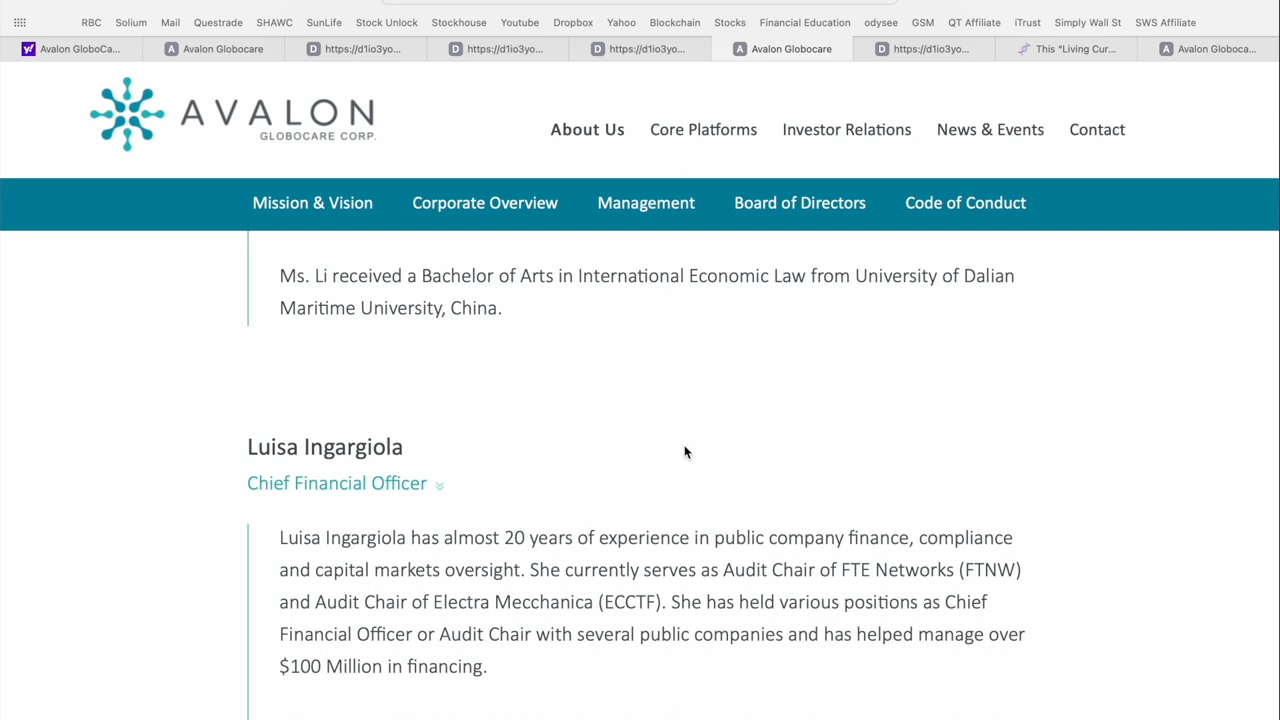 RBC Solium Mail Questrade SHAWC SunLife Stock Unlock Stockhouse Youtube Dropbox Yahoo Blockchain Stocks Financial Education odysee GSM QT Affiliate iTrust Simply Wall St SWS Affiliate
Avalon GloboCa... Avalon Globocare https://d1io3yo... https://d1io3yo... https://d1io3yo... Avalon Globocare https://d1io3yo... This "Living Cur... Avalon Globoca...
AVALON
GLOBOCARE CORP.
About Us Core Platforms Investor Relations News & Events Contact
Mission & Vision Corporate Overview Management Board of Directors Code of Conduct
Ms. Li received a Bachelor of Arts in International Economic Law from University of Dalian
Maritime University, China.
Luisa Ingargiola
Chief Financial Officer
Luisa Ingargiola has almost 20 years of experience in public company finance, compliance
and capital markets oversight. She currently serves as Audit Chair of FTE Networks (FTNW)
and Audit Chair of Electra Mecchanica (ECCTF). She has held various positions as Chief
Financial Officer or Audit Chair with several public companies and has helped manage over
$100 Million in financing.